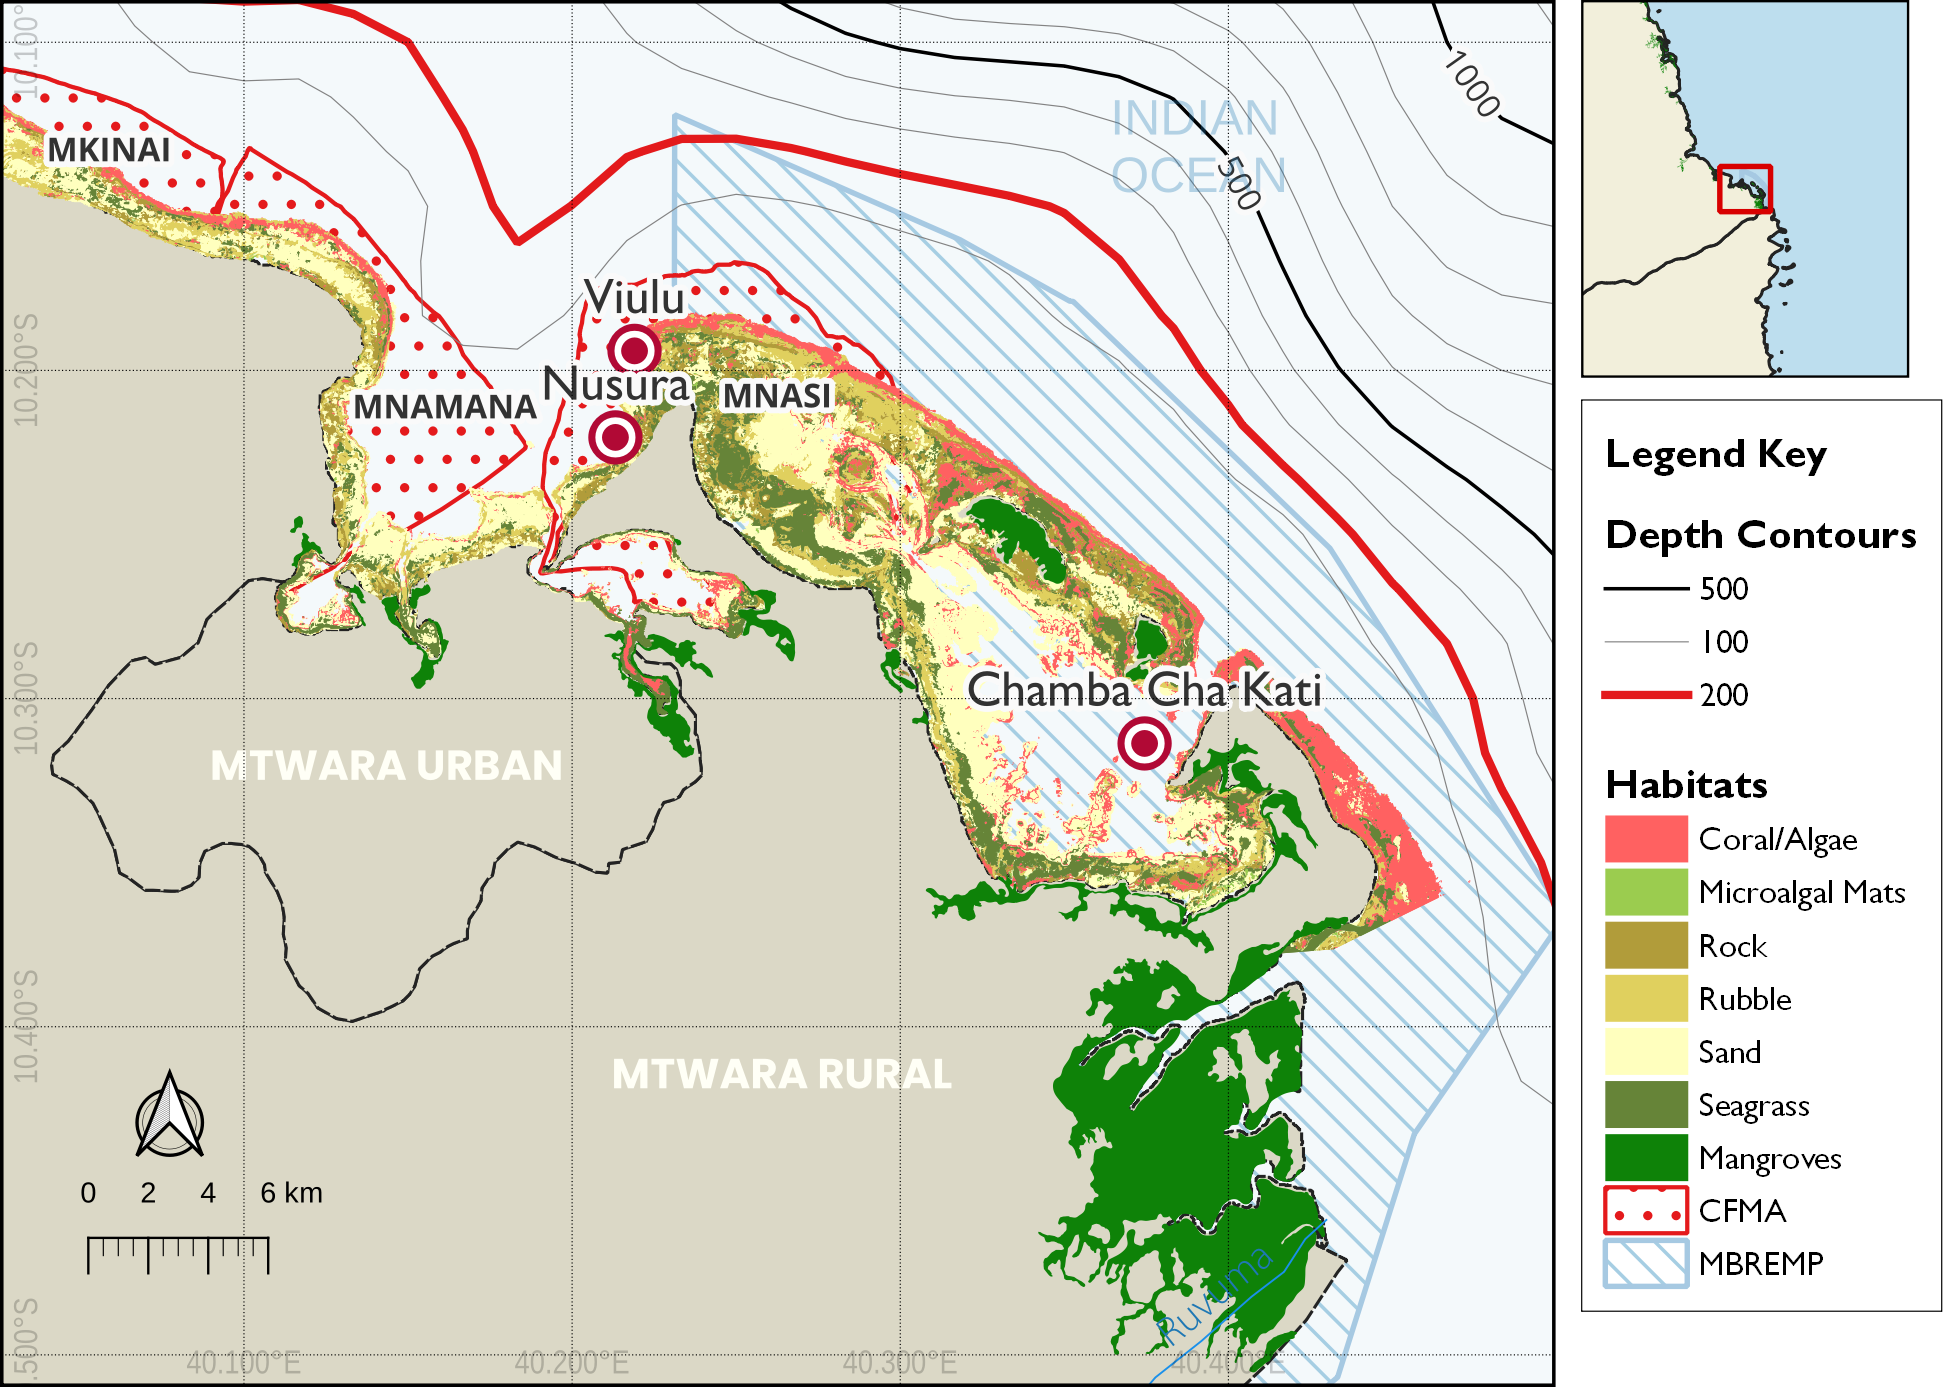 10.100°
INDIAN
OCEAN
1000
500
MKINAI
Viulu
Nusura
MNASI
MNAMANA
10.200°S
Chamba Cha Kati
10.300°S
MTWARA URBAN
MTWARA RURAL
10.400°S
Ruvuma
0 2 4 6 km
.500°S
40.100°E
40.200°E
40.300°E
40.400°E
Legend Key
Depth Contours
500
100
200
Habitats
Coral/Algae
Microalgal Mats
Rock
Rubble
Sand
Seagrass
Mangroves
CFMA
MBREMP